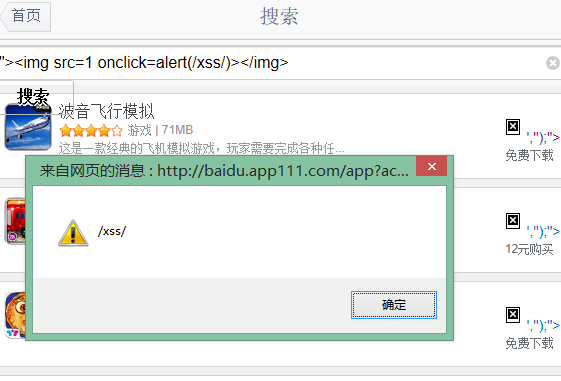 首页
搜索
"><img src=1 onclick=alert(/xss/)></img>
搜索
波音飞行模拟
游戏 | 71MB
这是一款经典的飞机模拟游戏，玩家需要完成各种任...
',");">
免费下载
来自网页的消息 : http://baidu.app111.com/app?ac...
/xss/
确定
',");">
12元购买
',");">
免费下载